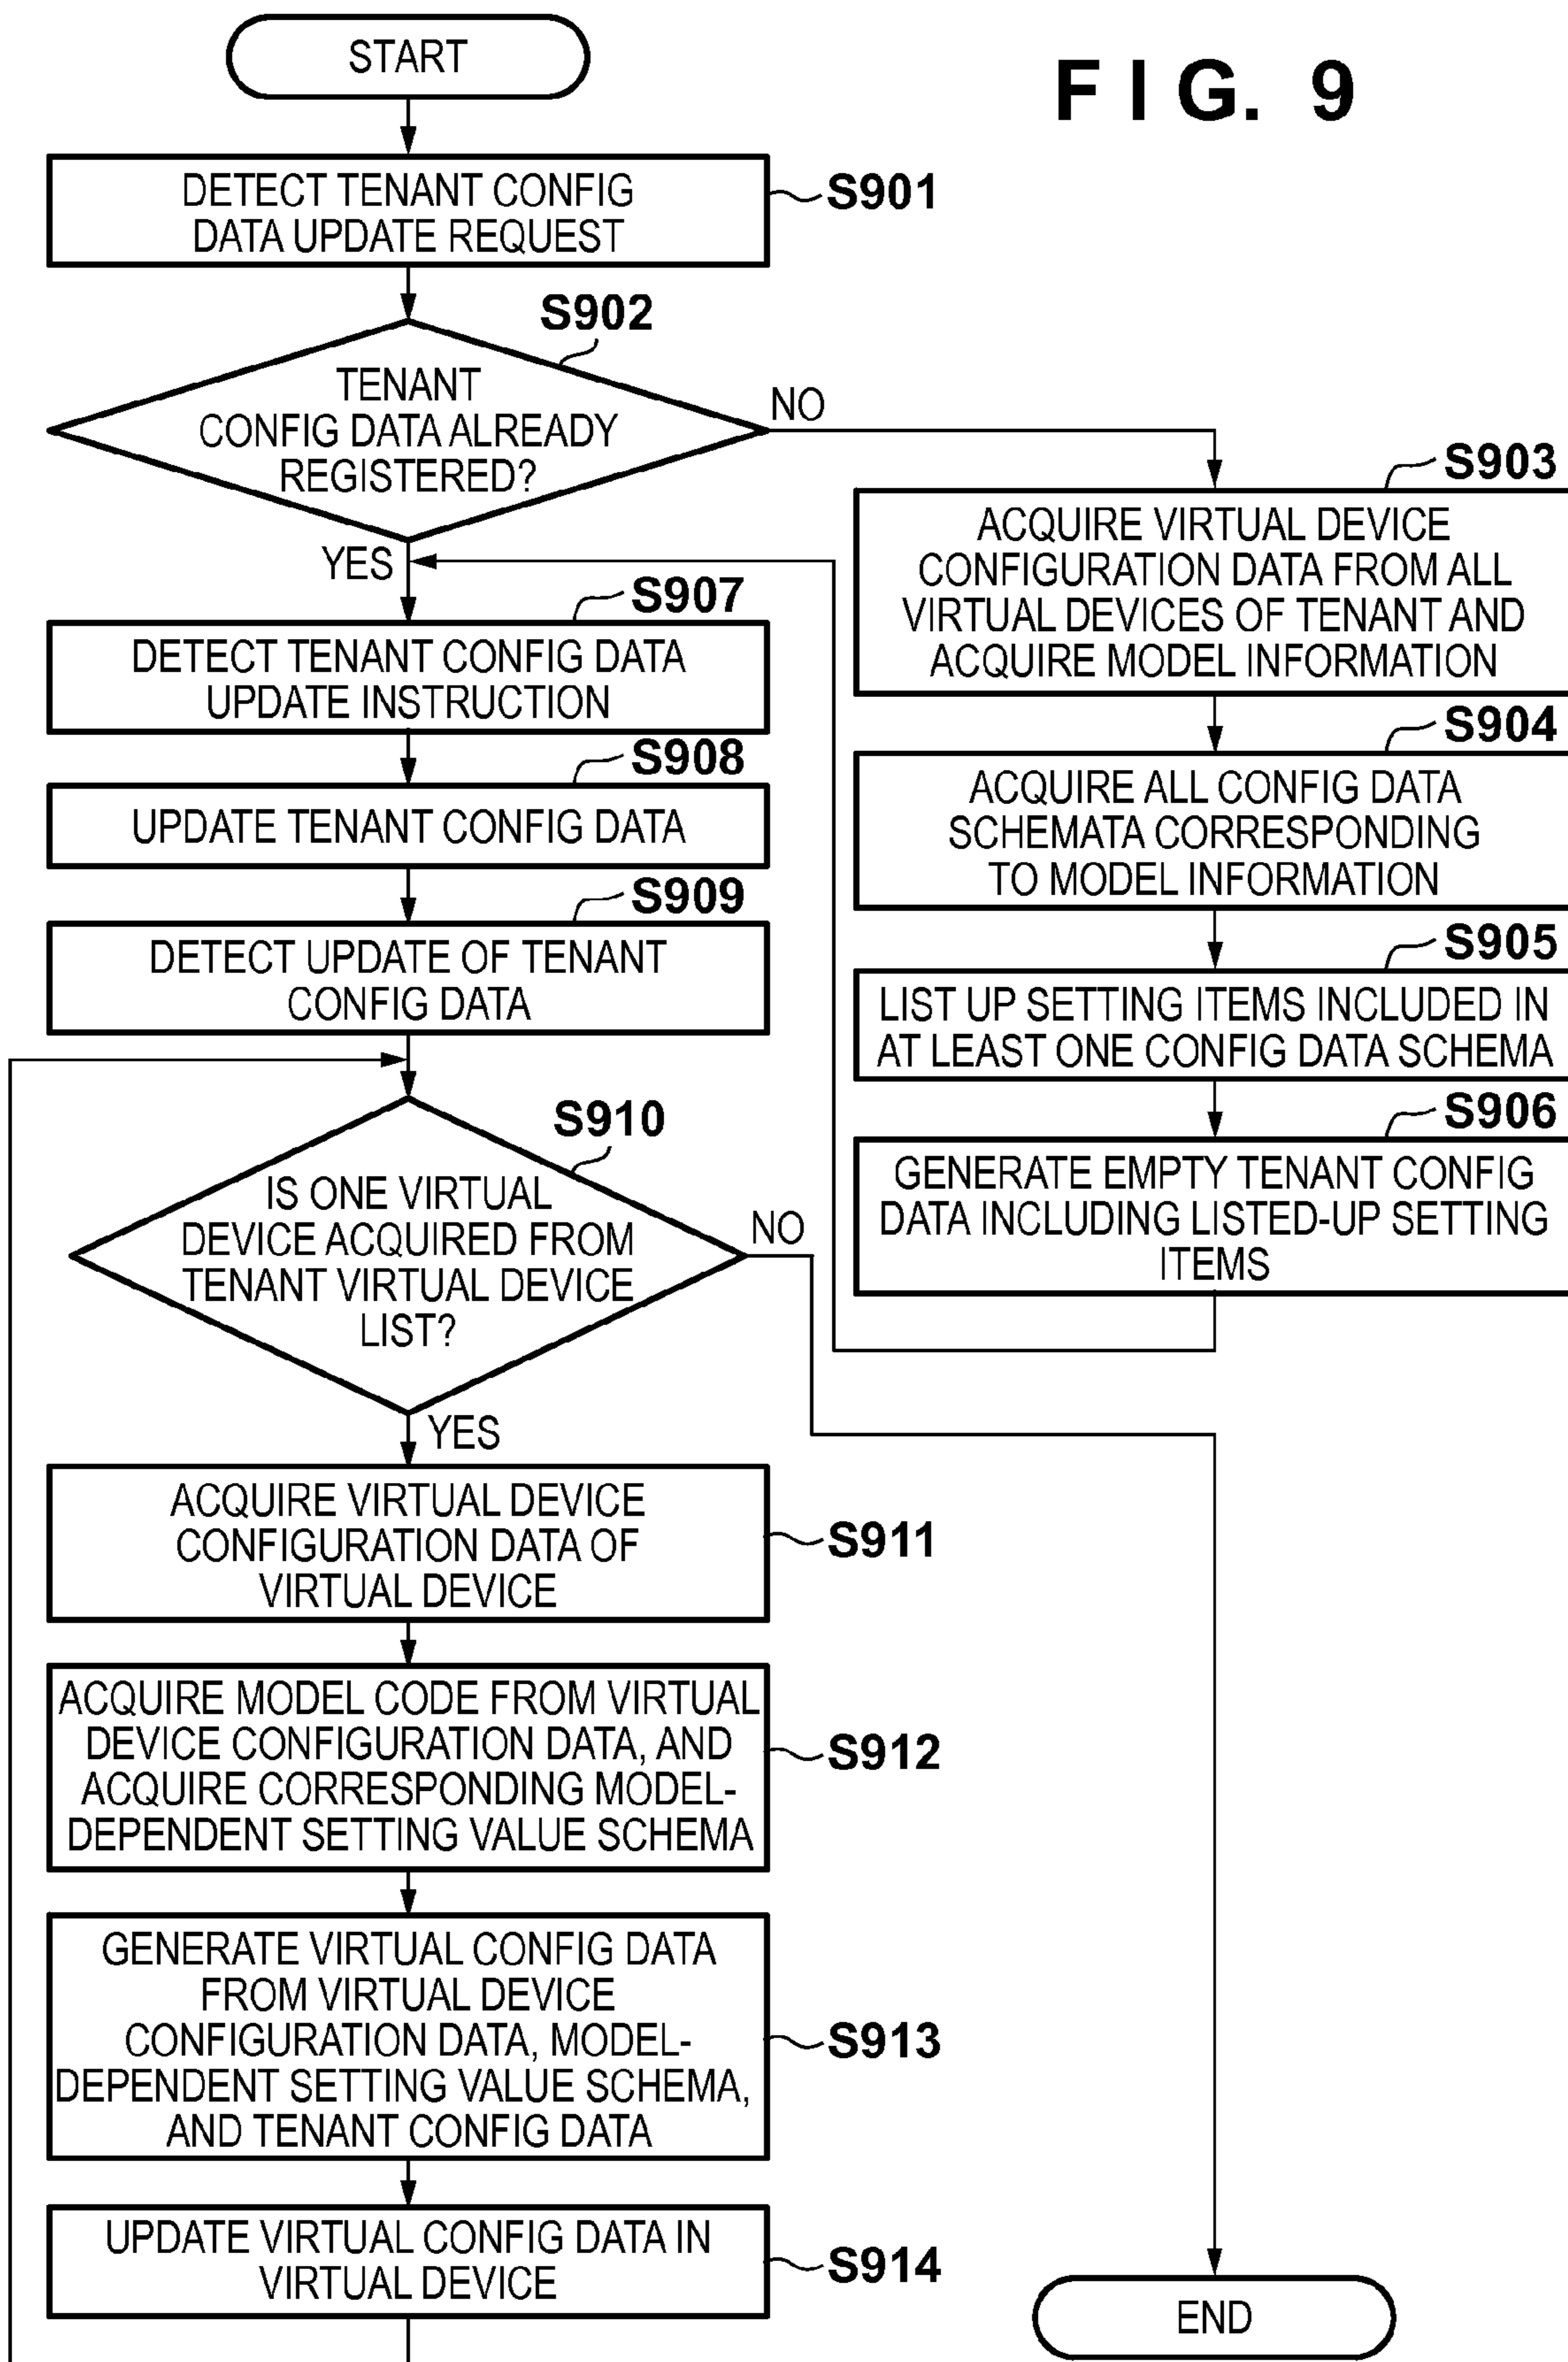 FIG. 9
START
DETECT TENANT CONFIG
DATA UPDATE REQUEST
S901
S902
TENANT
CONFIG DATA ALREADY
REGISTERED?
NO
YES
S903
ACQUIRE VIRTUAL DEVICE
CONFIGURATION DATA FROM ALL
VIRTUAL DEVICES OF TENANT AND
ACQUIRE MODEL INFORMATION
S904
ACQUIRE ALL CONFIG DATA
SCHEMATA CORRESPONDING
TO MODEL INFORMATION
S905
LIST UP SETTING ITEMS INCLUDED IN
AT LEAST ONE CONFIG DATA SCHEMA
S906
GENERATE EMPTY TENANT CONFIG
DATA INCLUDING LISTED-UP SETTING
ITEMS
S907
DETECT TENANT CONFIG DATA
UPDATE INSTRUCTION
S908
UPDATE TENANT CONFIG DATA
S909
DETECT UPDATE OF TENANT
CONFIG DATA
S910
IS ONE VIRTUAL
DEVICE ACQUIRED FROM
TENANT VIRTUAL DEVICE
LIST?
NO
YES
ACQUIRE VIRTUAL DEVICE
CONFIGURATION DATA OF
VIRTUAL DEVICE
S911
ACQUIRE MODEL CODE FROM VIRTUAL
DEVICE CONFIGURATION DATA, AND
ACQUIRE CORRESPONDING MODEL-
DEPENDENT SETTING VALUE SCHEMA
S912
GENERATE VIRTUAL CONFIG DATA
FROM VIRTUAL DEVICE
CONFIGURATION DATA, MODEL-
DEPENDENT SETTING VALUE SCHEMA,
AND TENANT CONFIG DATA
S913
UPDATE VIRTUAL CONFIG DATA IN
VIRTUAL DEVICE
S914
END